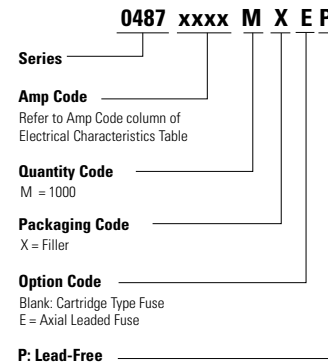 0487 xxxx M X E P
Series
Amp Code
Refer to Amp Code column of
Electrical Characteristics Table
Quantity Code
M = 1000
Packaging Code
X = Filler
Option Code
Blank: Cartridge Type Fuse
E = Axial Leaded Fuse
P: Lead-Free